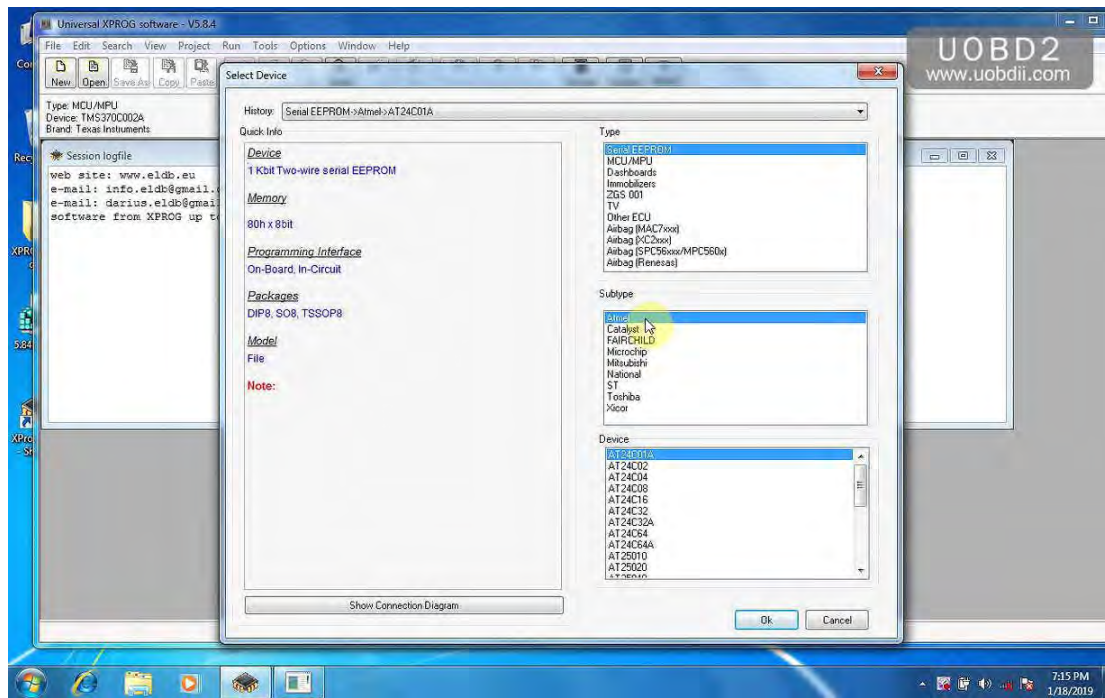 Universal XPROG software - V5.8.4
UOBD2
www.uobdii.com
File Edit Search View Project Run Tools Options Window Help
New Open Save As Copy Paste
Type: MCU/MPU
Device: TMS370C002A
Brand: Texas Instruments
Session logfile
web site: www.eldb.eu
e-mail: info.eldb@gmail.
e-mail: darius.eldb@gmai
software from XPROG up t
Select Device
History: Serial EEPROM->Atmel->AT24C01A
Quick Info
Device
1 Kbit Two-wire serial EEPROM
Memory
80h x 8bit
Programming Interface
On-Board, In-Circuit
Packages
DIP8, SO8, TSSOP8
Model
File
Note:
Show Connection Diagram
Type
Serial EEPROM
MCU/MPU
Dashboards
Immobilizers
ZGS 001
TV
Other ECU
Airbag (MAC7xxx)
Airbag (XC2xxx)
Airbag (SPC56xxx/MPC560x)
Airbag (Renesas)
Subtype
Atmel
Catalyst
FAIRCHILD
Microchip
Mitsubishi
National
ST
Toshiba
Xicor
Device
AT24C01A
AT24C02
AT24C04
AT24C08
AT24C16
AT24C32
AT24C32A
AT24C64
AT24C64A
AT25010
AT25020
AT25040
Ok Cancel
7:15 PM
1/18/2019